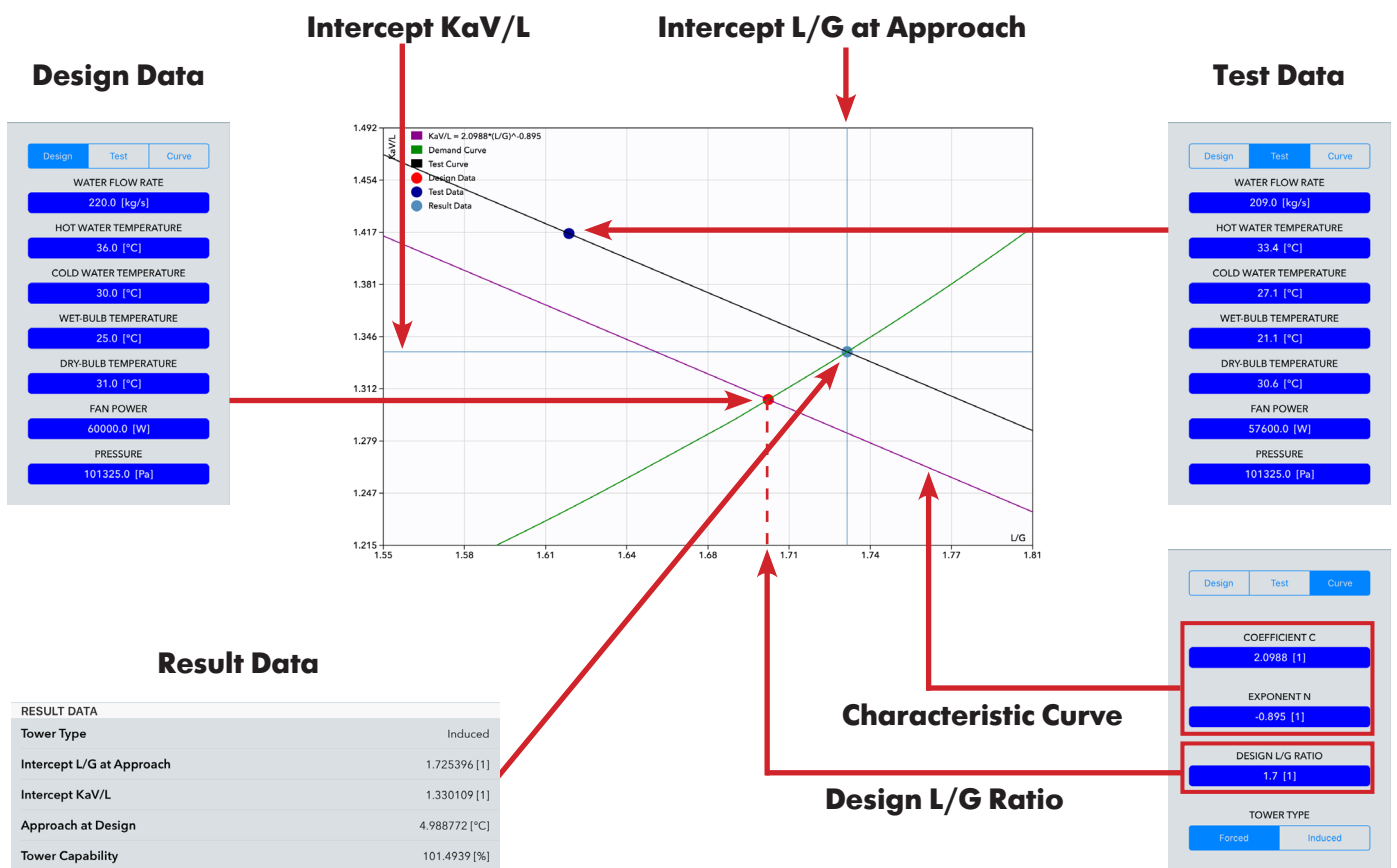 Intercept KaV/L
Intercept L/G at Approach
Design Data
Test Data
Design
Test
Curve
WATER FLOW RATE
220.0 [kg/s]
HOT WATER TEMPERATURE
36.0 [°C]
COLD WATER TEMPERATURE
30.0 [°C]
WET-BULB TEMPERATURE
25.0 [°C]
DRY-BULB TEMPERATURE
31.0 [°C]
FAN POWER
60000.0 [W]
PRESSURE
101325.0 [Pa]
1.492
1.454
1.417
1.381
1.346
1.312
1.279
1.247
1.215
KaV/L
KaV/L = 2.0988*(L/G)^-0.895
Demand Curve
Test Curve
Design Data
Test Data
Result Data
L/G
1.55
1.58
1.61
1.64
1.68
1.71
1.74
1.77
1.81
Design
Test
Curve
WATER FLOW RATE
209.0 [kg/s]
HOT WATER TEMPERATURE
33.4 [°C]
COLD WATER TEMPERATURE
27.1 [°C]
WET-BULB TEMPERATURE
21.1 [°C]
DRY-BULB TEMPERATURE
30.6 [°C]
FAN POWER
57600.0 [W]
PRESSURE
101325.0 [Pa]
Result Data
RESULT DATA
Tower Type Induced
Intercept L/G at Approach 1.725396 [1]
Intercept KaV/L 1.330109 [1]
Approach at Design 4.988772 [°C]
Tower Capability 101.4939 [%]
Characteristic Curve
Design L/G Ratio
Design
Test
Curve
COEFFICIENT C
2.0988 [1]
EXPONENT N
-0.895 [1]
DESIGN L/G RATIO
1.7 [1]
TOWER TYPE
Forced
Induced